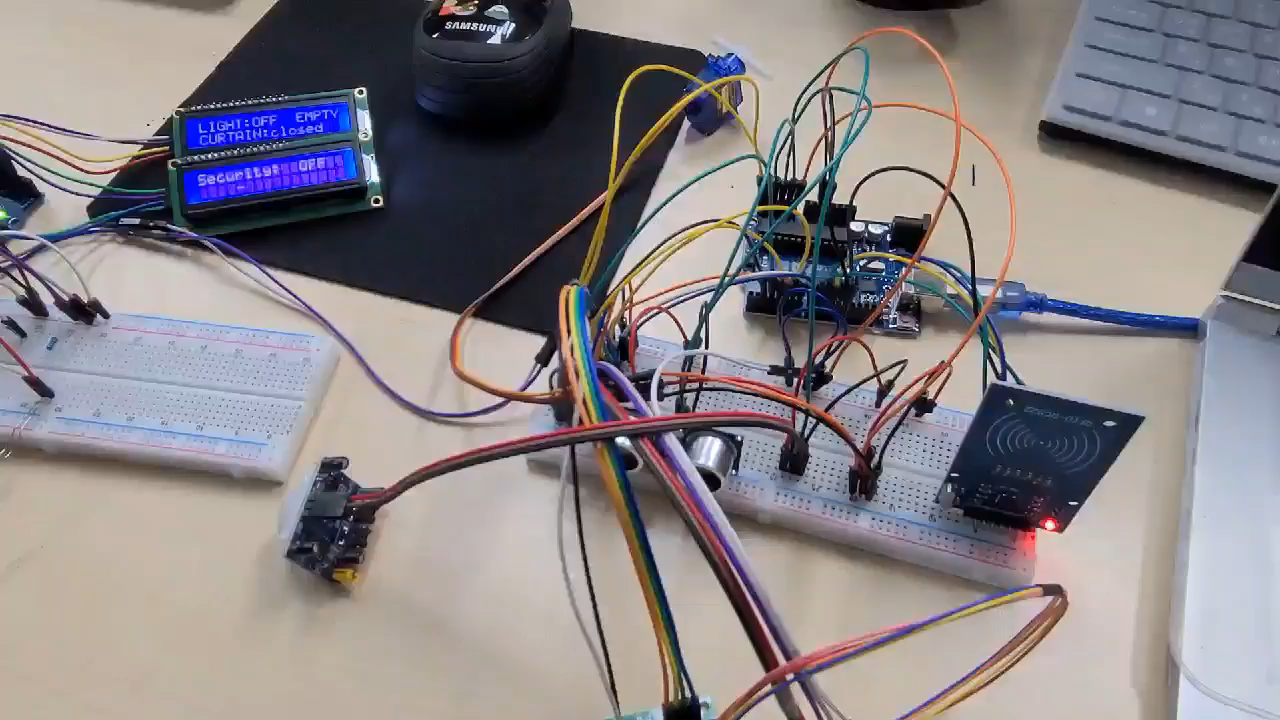 SAMSUNG
LIGHT:OFF EMPTY
CURTAIN:closed
Security: OFF